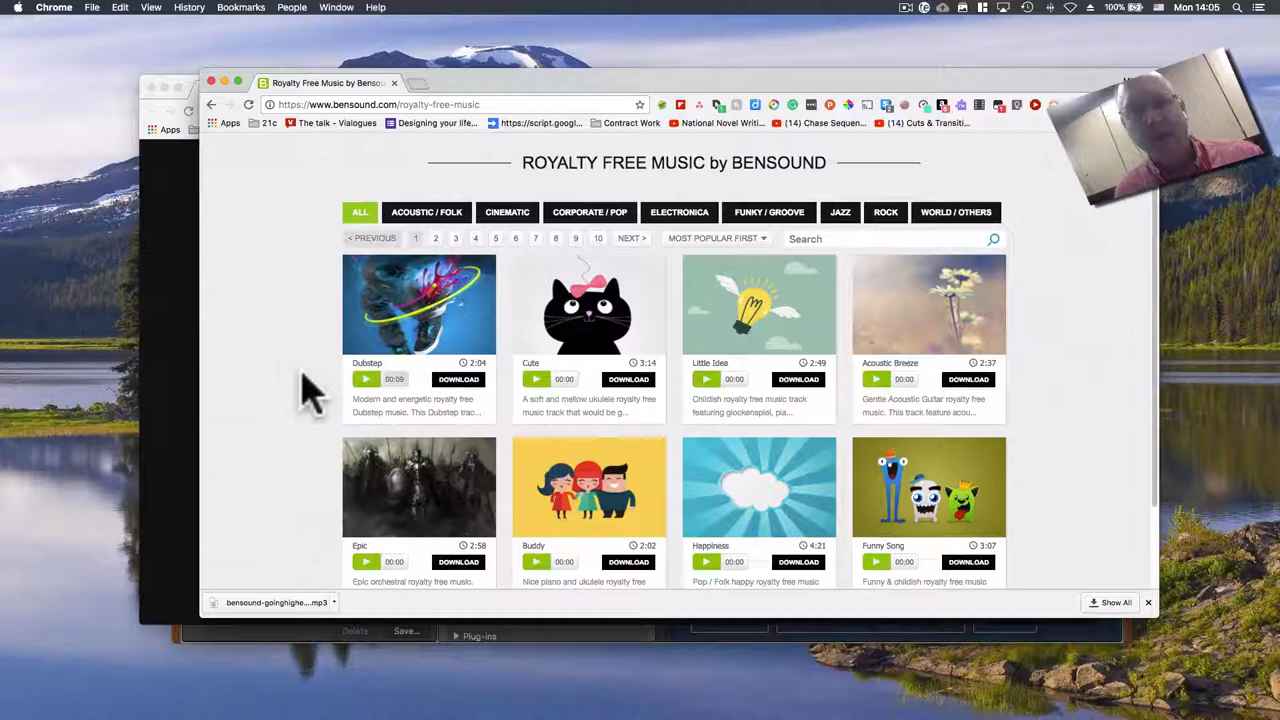 Chrome File Edit View History Bookmarks People Window Help 100% Mon 14:05
Royalty Free Music by Bensou
https://www.bensound.com/royalty-free-music
Apps
Apps 21c The talk - Vialogues Designing your life... https://script.googl... Contract Work National Novel Writi... (14) Chase Sequen... (14) Cuts & Transiti...
ROYALTY FREE MUSIC by BENSOUND
ALL ACOUSTIC / FOLK CINEMATIC CORPORATE / POP ELECTRONICA FUNKY / GROOVE JAZZ ROCK WORLD / OTHERS
< PREVIOUS 1 2 3 4 5 6 7 8 9 10 NEXT > MOST POPULAR FIRST Search
Dubstep 2:04 Cute 3:14 Little Idea 2:49 Acoustic Breeze 2:37
00:09 DOWNLOAD 00:00 DOWNLOAD 00:00 DOWNLOAD 00:00 DOWNLOAD
Modern and energetic royalty free A soft and mellow ukulele royalty Childish royalty free music track Gentle Acoustic Guitar royalty free
Dubstep music. This Dubstep trac... free music track that would be g... featuring glockenspiel, pia... music. This track feature acou...
Epic 2:58 Buddy 2:02 Happiness 4:21 Funny Song 3:07
00:00 DOWNLOAD 00:00 DOWNLOAD 00:00 DOWNLOAD 00:00 DOWNLOAD
Epic orchestral royalty free music. Nice piano and ukulele royalty free Pop / Folk happy royalty free music Funny & childish royalty free music
bensound-goinghighe....mp3 Show All
Delete Save... Plug-ins